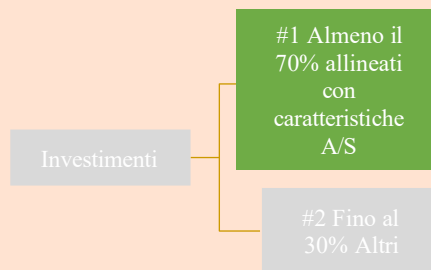 #1 Almeno il
70% allineati
con
caratteristiche
A/S
Investimenti
#2 Fino al
30% Altri